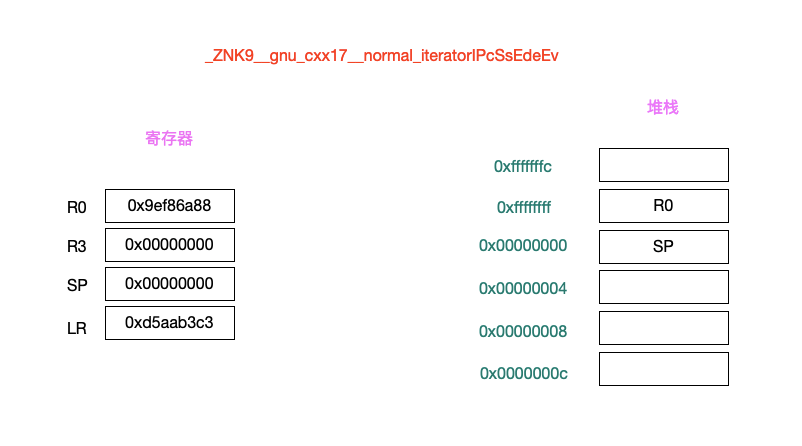 _ZNK9__gnu_cxx17__normal_iteratorIPcSsEdeEv
堆栈
寄存器
0xfffffffc
R0 0x9ef86a88 0xffffffff R0
R3 0x00000000 0x00000000 SP
SP 0x00000000 0x00000004
LR 0xd5aab3c3 0x00000008
0x0000000c